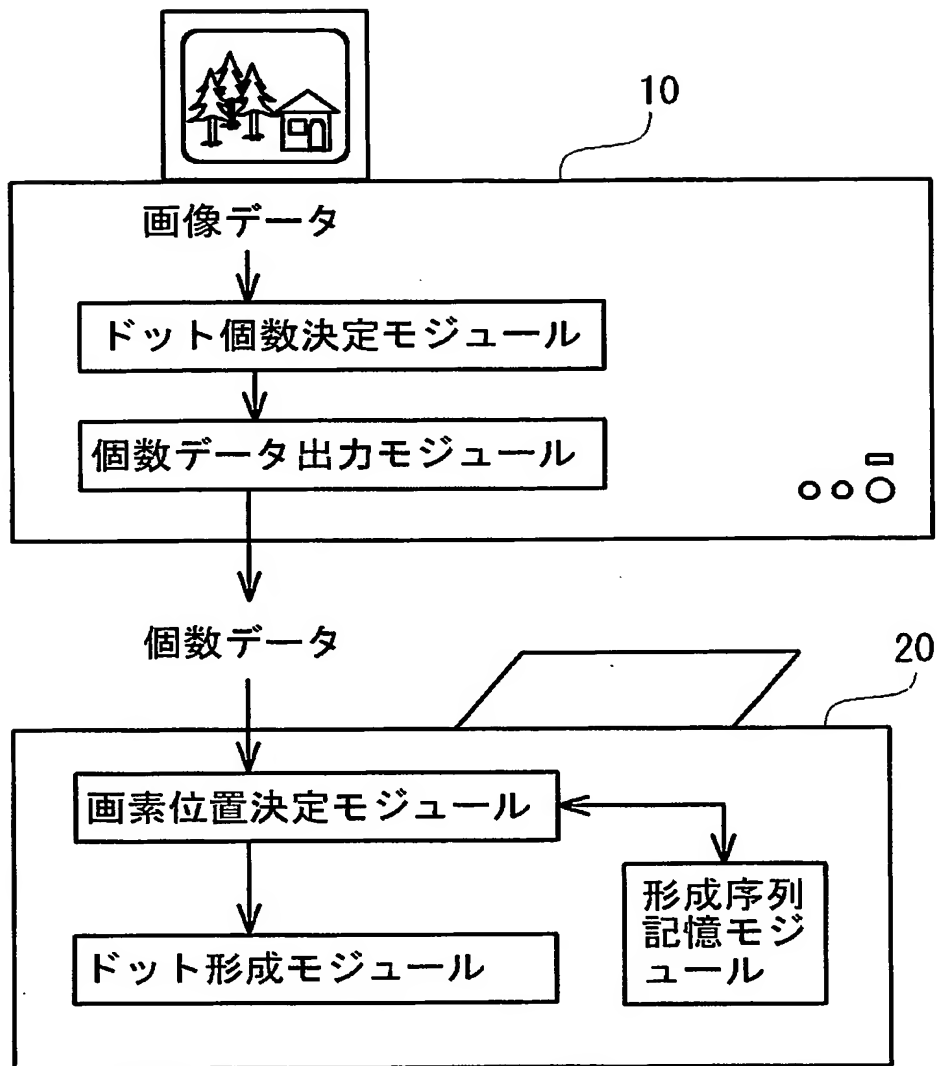 10
画像データ
ドット個数決定モジュール
個数データ出力モジュール
個数データ
20
画素位置決定モジュール
形成序列
記憶モジ
ュール
ドット形成モジュール